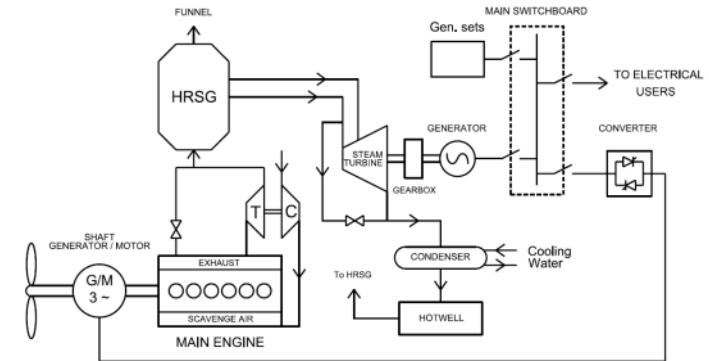 FUNNEL
MAIN SWITCHBOARD
Gen. sets
TO ELECTRICAL
USERS
HRSG
GENERATOR
CONVERTER
STEAM
TURBINE
GEARBOX
T
C
SHAFT
GENERATOR / MOTOR
EXHAUST
G/M
3 ~
SCAVENGE AIR
MAIN ENGINE
CONDENSER
Cooling
Water
To HRSG
HOTWELL